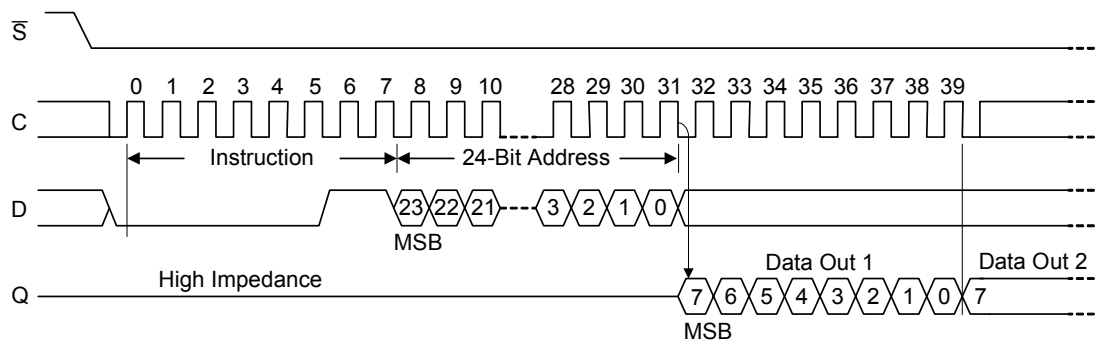 S̅
0 1 2 3 4 5 6 7 8 9 10 28 29 30 31 32 33 34 35 36 37 38 39
C
Instruction 24-Bit Address
D 23 22 21 3 2 1 0
MSB
High Impedance Data Out 1 Data Out 2
Q 7 6 5 4 3 2 1 0 7
MSB